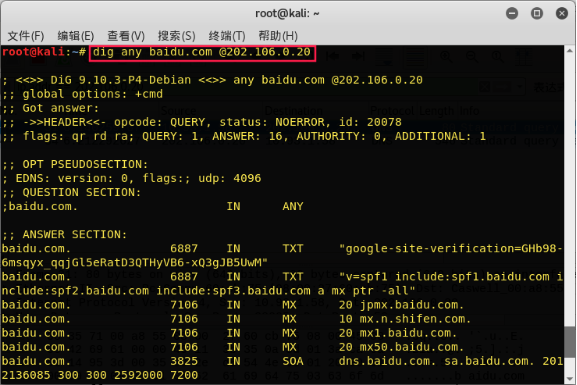 root@kali: ~
文件(F) 编辑(E) 查看(V) 搜索(S) 终端(T) 帮助(H)
root@kali:~# dig any baidu.com @202.106.0.20
; <<>> DiG 9.10.3-P4-Debian <<>> any baidu.com @202.106.0.20
;; global options: +cmd
;; Got answer:
;; ->>HEADER<<- opcode: QUERY, status: NOERROR, id: 20078
;; flags: qr rd ra; QUERY: 1, ANSWER: 16, AUTHORITY: 0, ADDITIONAL: 1
;; OPT PSEUDOSECTION:
; EDNS: version: 0, flags:; udp: 4096
;; QUESTION SECTION:
;baidu.com. IN ANY
;; ANSWER SECTION:
baidu.com. 6887 IN TXT "google-site-verification=GHb98-
6msqyx_qqjGl5eRatD3QTHyVB6-xQ3gJB5UwM"
baidu.com. 6887 IN TXT "v=spf1 include:spf1.baidu.com i
nclude:spf2.baidu.com include:spf3.baidu.com a mx ptr -all"
baidu.com. 7106 IN MX 20 jpmx.baidu.com.
baidu.com. 7106 IN MX 10 mx.n.shifen.com.
baidu.com. 7106 IN MX 20 mx1.baidu.com.
baidu.com. 7106 IN MX 20 mx50.baidu.com.
baidu.com. 3825 IN SOA dns.baidu.com. sa.baidu.com. 201
2136085 300 300 2592000 7200